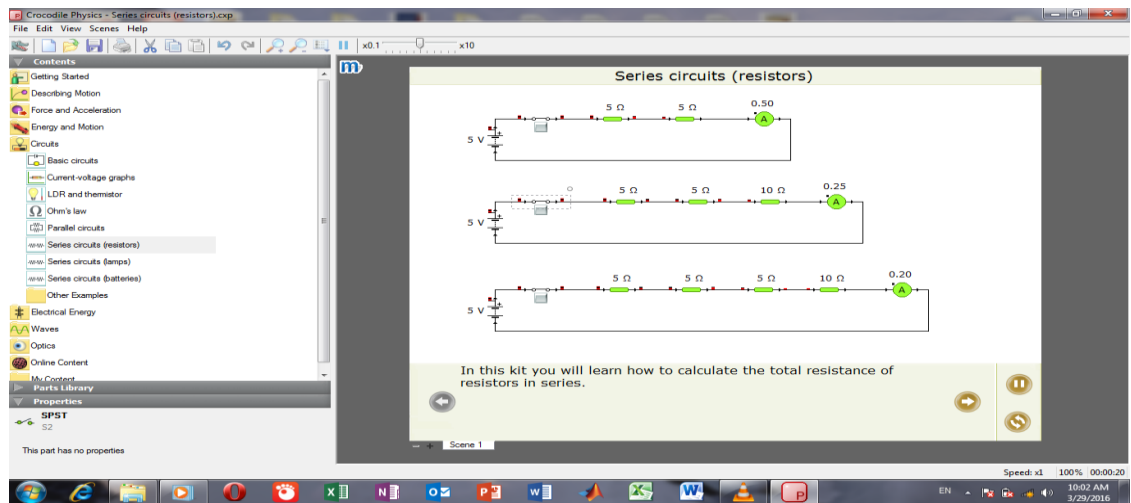 Crocodile Physics - Series circuits (resistors).cxp
File Edit View Scenes Help
x0.1 x10
Contents
Getting Started
Describing Motion
Force and Acceleration
Energy and Motion
Circuits
Basic circuits
Current-voltage graphs
LDR and thermistor
Ohm's law
Parallel circuits
Series circuits (resistors)
Series circuits (lamps)
Series circuits (batteries)
Other Examples
Electrical Energy
Waves
Optics
Online Content
My Content
Parts Library
Properties
SPST
S2
This part has no properties
Series circuits (resistors)
5 Ω 5 Ω 0.50
A
5 V
5 Ω 5 Ω 10 Ω 0.25
A
5 V
5 Ω 5 Ω 5 Ω 10 Ω 0.20
A
5 V
In this kit you will learn how to calculate the total resistance of
resistors in series.
Scene 1
Speed: x1 100% 00:00:20
EN 10:02 AM
3/29/2016